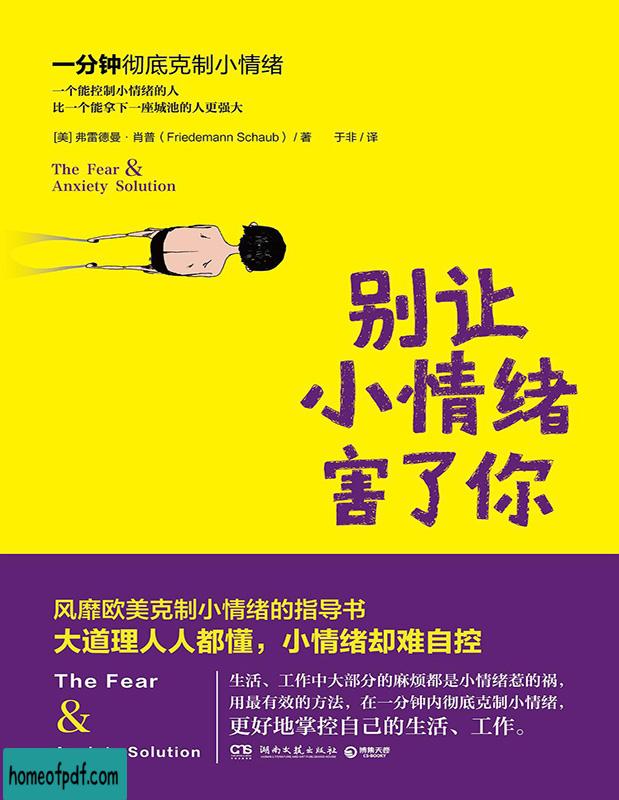 一分钟彻底克制小情绪
一个能控制小情绪的人
比一个能拿下一座城池的人更强大
[美] 弗雷德曼·肖普（Friedemann Schaub）/ 著 于非 / 译
The Fear &
Anxiety Solution
别让
小情绪
害了你
风靡欧美克制小情绪的指导书
大道理人人都懂，小情绪却难自控
The Fear
&
Anxiety Solution
生活、工作中大部分的麻烦都是小情绪惹的祸，
用最有效的方法，在一分钟内彻底克制小情绪，
更好地掌控自己的生活、工作。
湖南文艺出版社
博集天卷
CS-BOOKY
homeofpdf.com